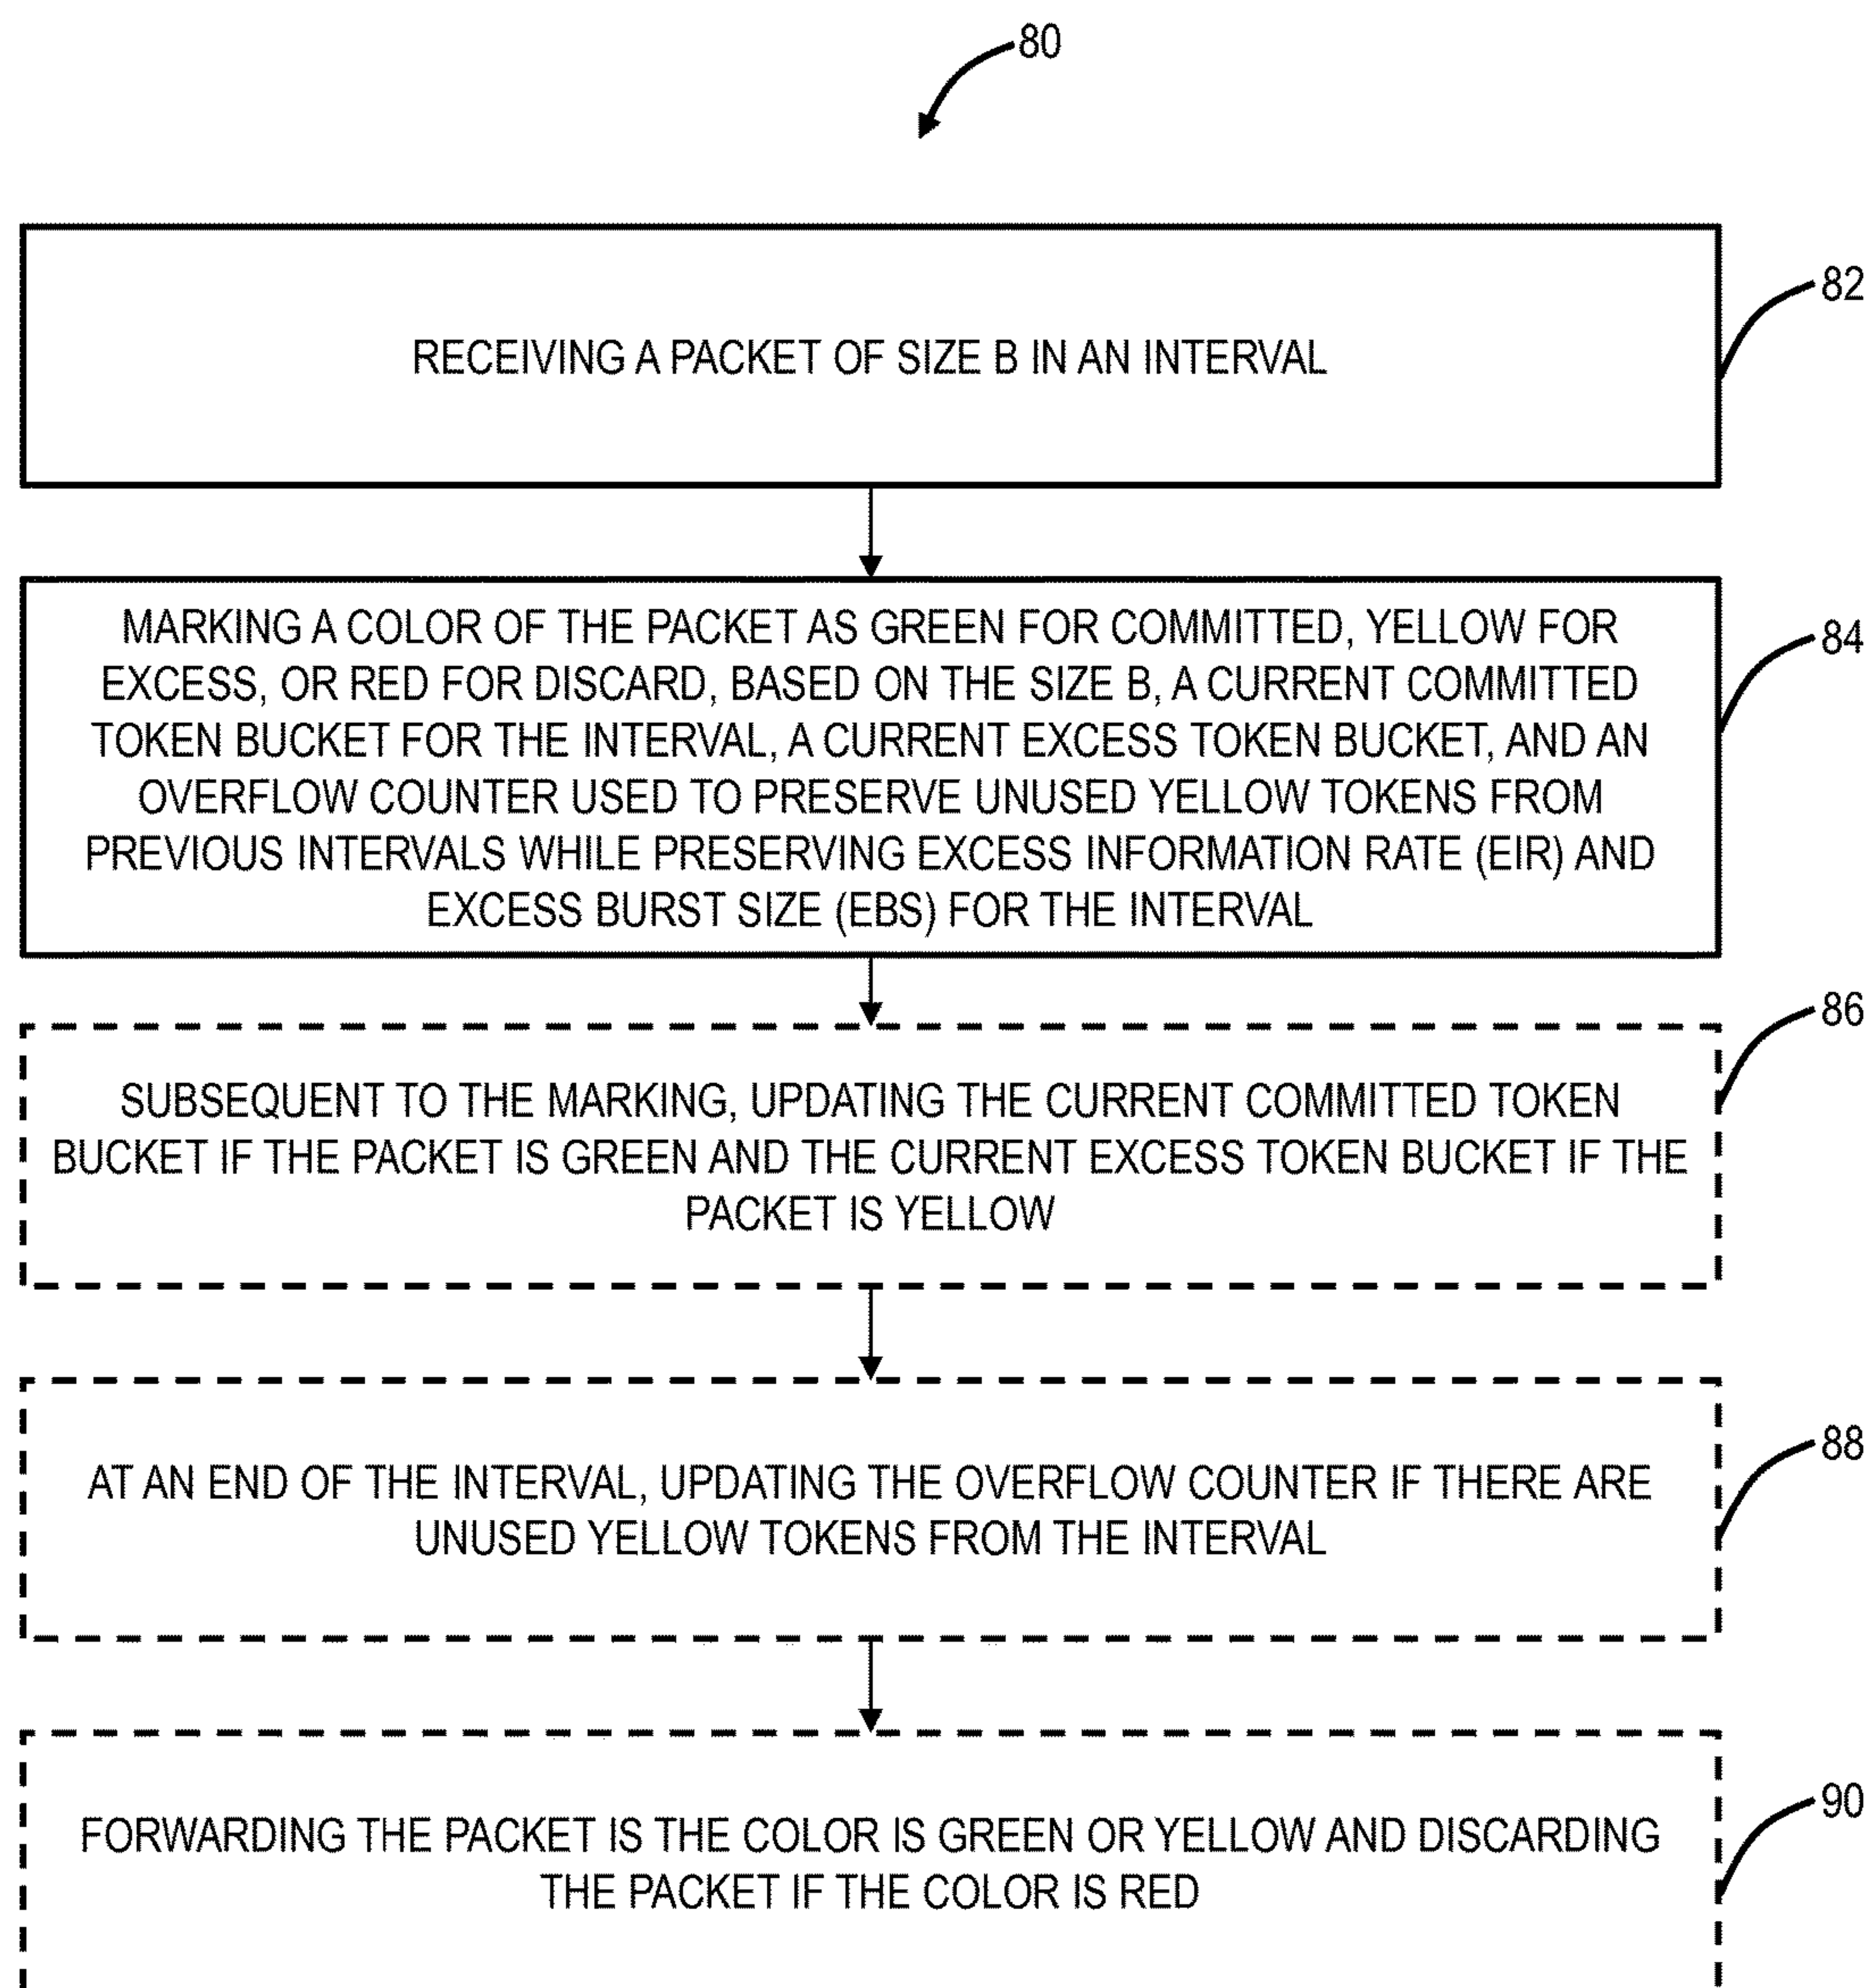 80
RECEIVING A PACKET OF SIZE B IN AN INTERVAL
82
MARKING A COLOR OF THE PACKET AS GREEN FOR COMMITTED, YELLOW FOR
EXCESS, OR RED FOR DISCARD, BASED ON THE SIZE B, A CURRENT COMMITTED
TOKEN BUCKET FOR THE INTERVAL, A CURRENT EXCESS TOKEN BUCKET, AND AN
OVERFLOW COUNTER USED TO PRESERVE UNUSED YELLOW TOKENS FROM
PREVIOUS INTERVALS WHILE PRESERVING EXCESS INFORMATION RATE (EIR) AND
EXCESS BURST SIZE (EBS) FOR THE INTERVAL
84
SUBSEQUENT TO THE MARKING, UPDATING THE CURRENT COMMITTED TOKEN
BUCKET IF THE PACKET IS GREEN AND THE CURRENT EXCESS TOKEN BUCKET IF THE
PACKET IS YELLOW
86
AT AN END OF THE INTERVAL, UPDATING THE OVERFLOW COUNTER IF THERE ARE
UNUSED YELLOW TOKENS FROM THE INTERVAL
88
FORWARDING THE PACKET IS THE COLOR IS GREEN OR YELLOW AND DISCARDING
THE PACKET IF THE COLOR IS RED
90